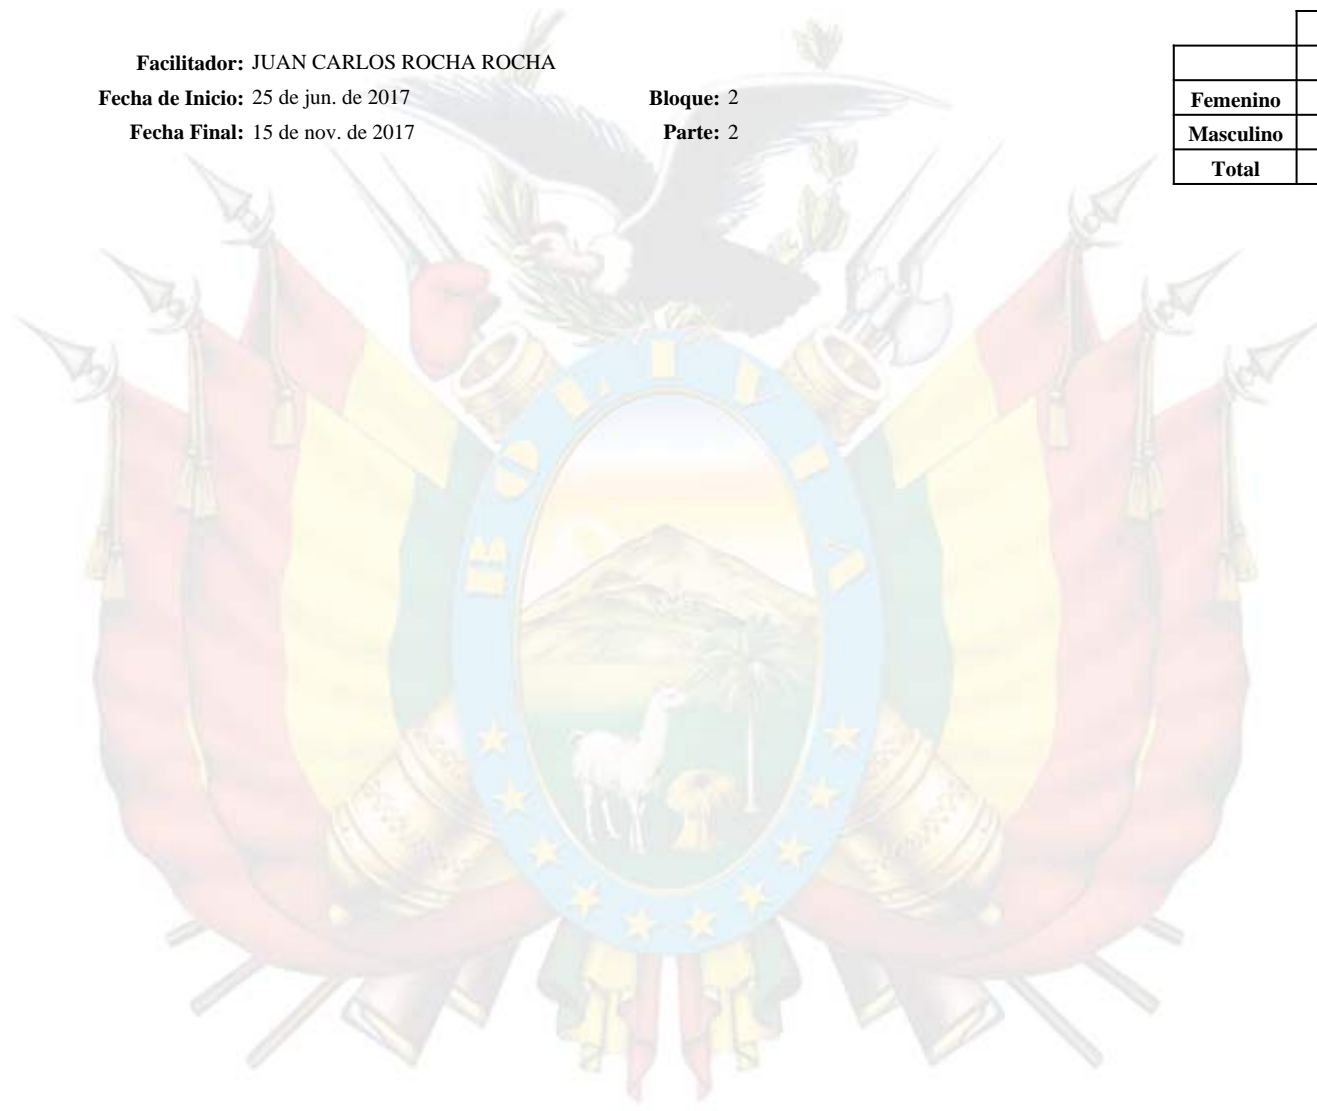 Facilitador: JUAN CARLOS ROCHA ROCHA
Fecha de Inicio: 25 de jun. de 2017 Bloque: 2
Fecha Final: 15 de nov. de 2017 Parte: 2
Femenino
Masculino
Total
BOLIVIA